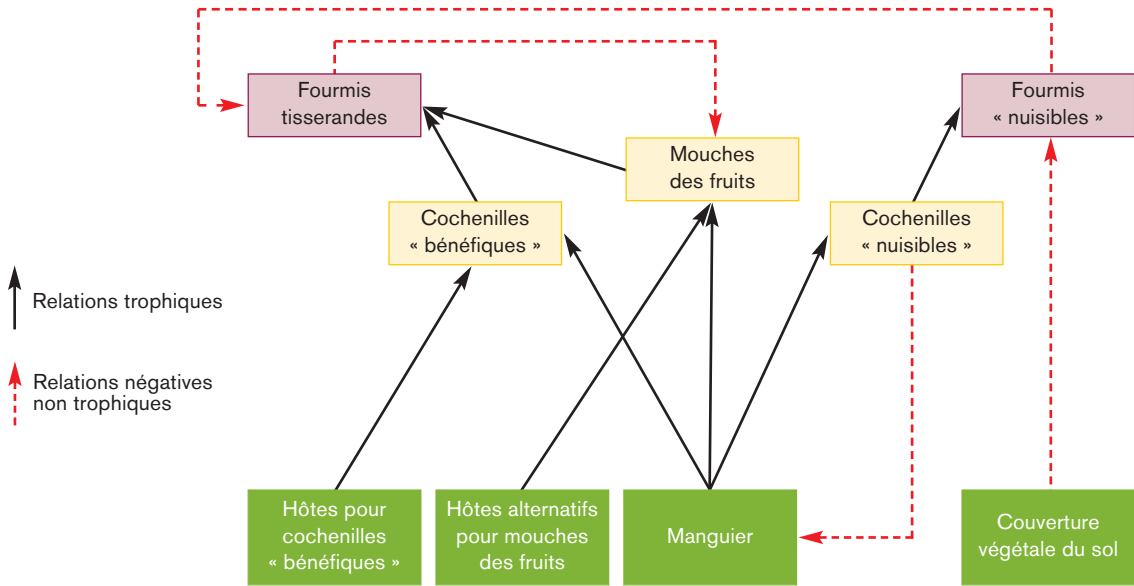 Fourmis
tisserandes
Fourmis
« nuisibles »
Mouches
des fruits
Cochenilles
« bénéfiques »
Cochenilles
« nuisibles »
Relations trophiques
Relations négatives
non trophiques
Hôtes pour
cochenilles
« bénéfiques »
Hôtes alternatifs
pour mouches
des fruits
Manguier
Couverture
végétale du sol